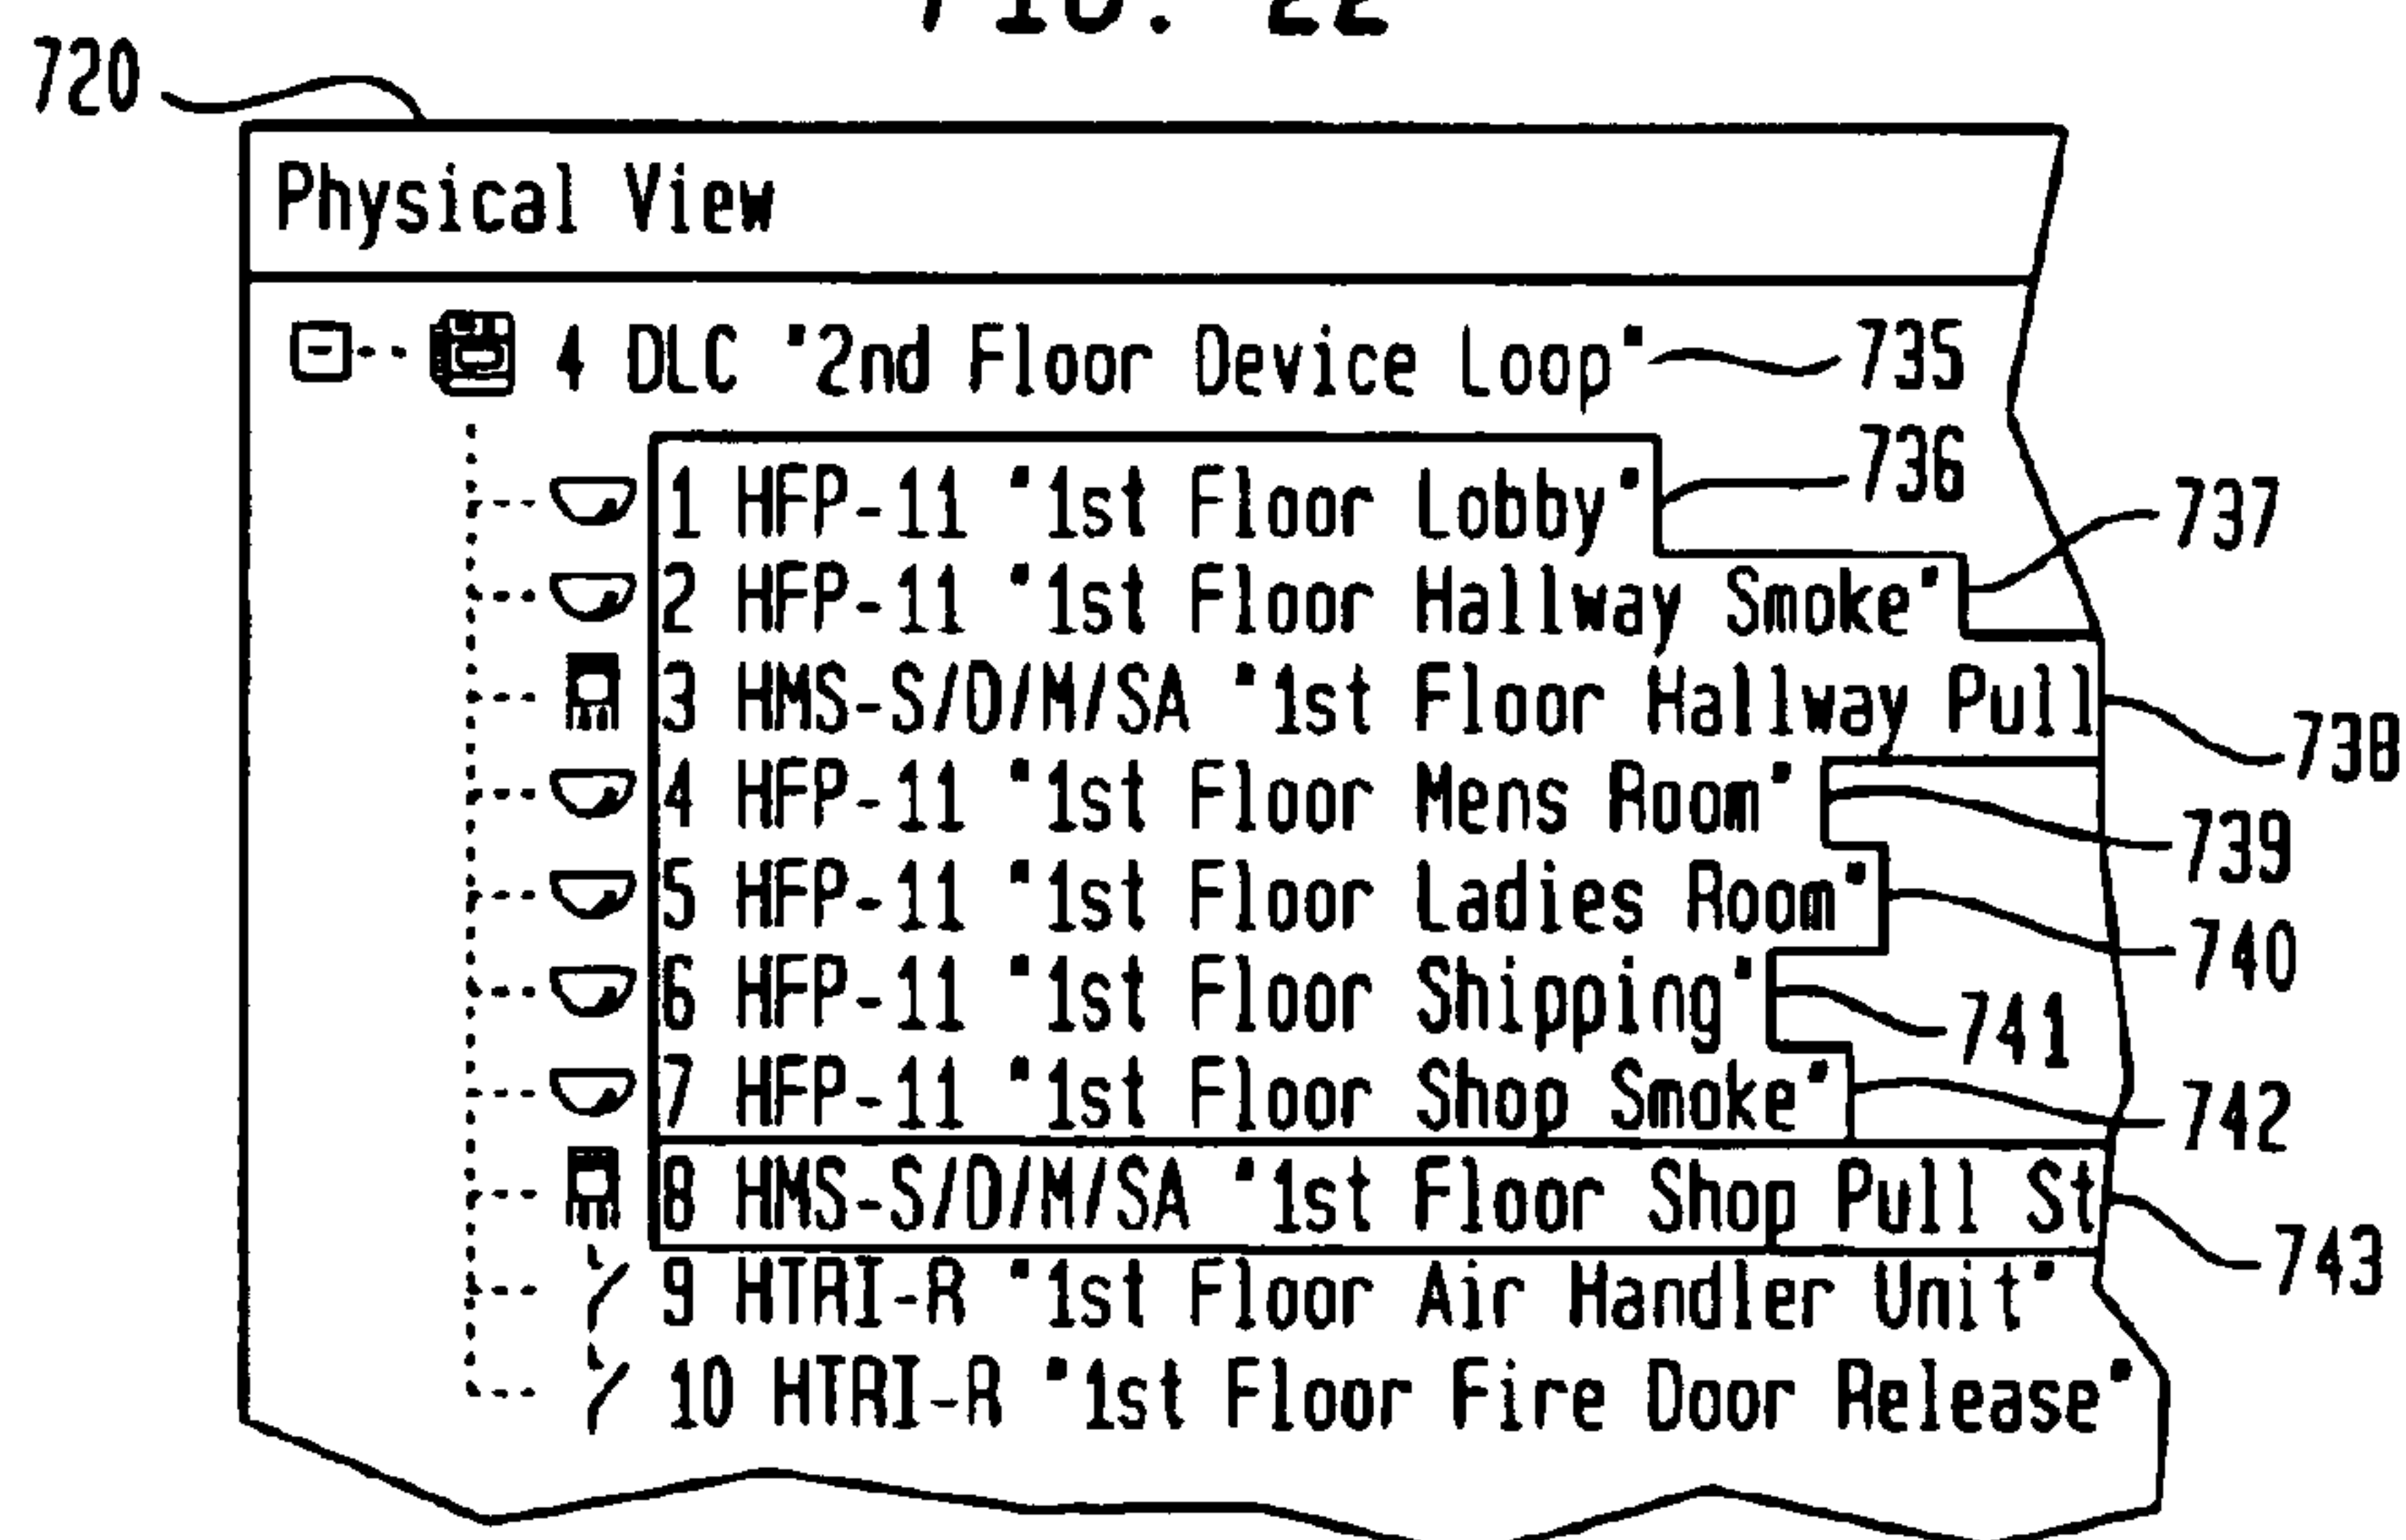 FIG. 22
720
Physical View
4 DLC "2nd Floor Device Loop" 735
736
1 HFP-11 "1st Floor Lobby"
737
2 HFP-11 "1st Floor Hallway Smoke"
3 HMS-S/D/M/SA "1st Floor Hallway Pull
738
4 HFP-11 "1st Floor Mens Room"
739
5 HFP-11 "1st Floor Ladies Room"
740
6 HFP-11 "1st Floor Shipping"
741
7 HFP-11 "1st Floor Shop Smoke"
742
8 HMS-S/D/M/SA "1st Floor Shop Pull St
743
9 HTRI-R "1st Floor Air Handler Unit"
10 HTRI-R "1st Floor Fire Door Release"